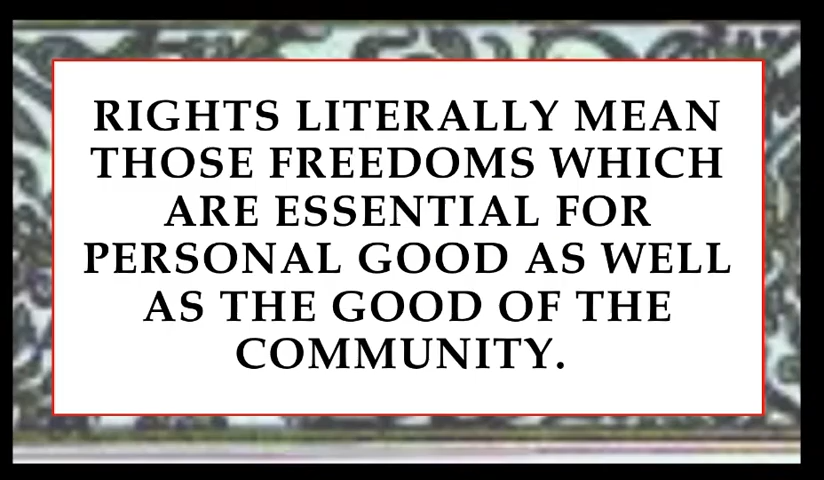 RIGHTS LITERALLY MEAN
THOSE FREEDOMS WHICH
ARE ESSENTIAL FOR
PERSONAL GOOD AS WELL
AS THE GOOD OF THE
COMMUNITY.